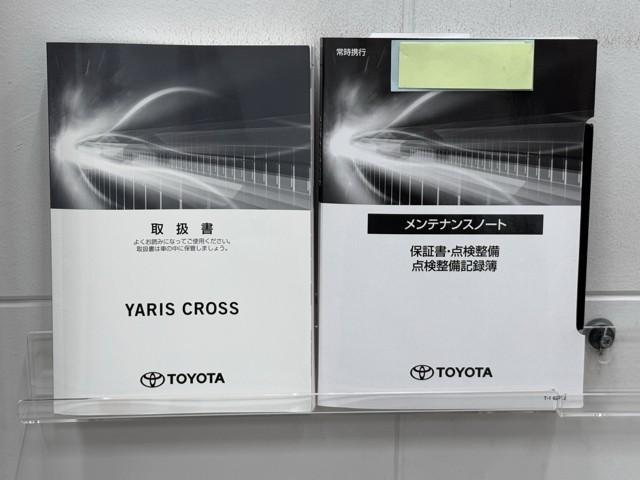 取扱書
よくお読みになってご使用ください。
取扱書は車の中に保管しましょう。
YARIS CROSS
TOYOTA
常時携行
メンテナンスノート
保証書・点検整備
点検整備記録簿
TOYOTA